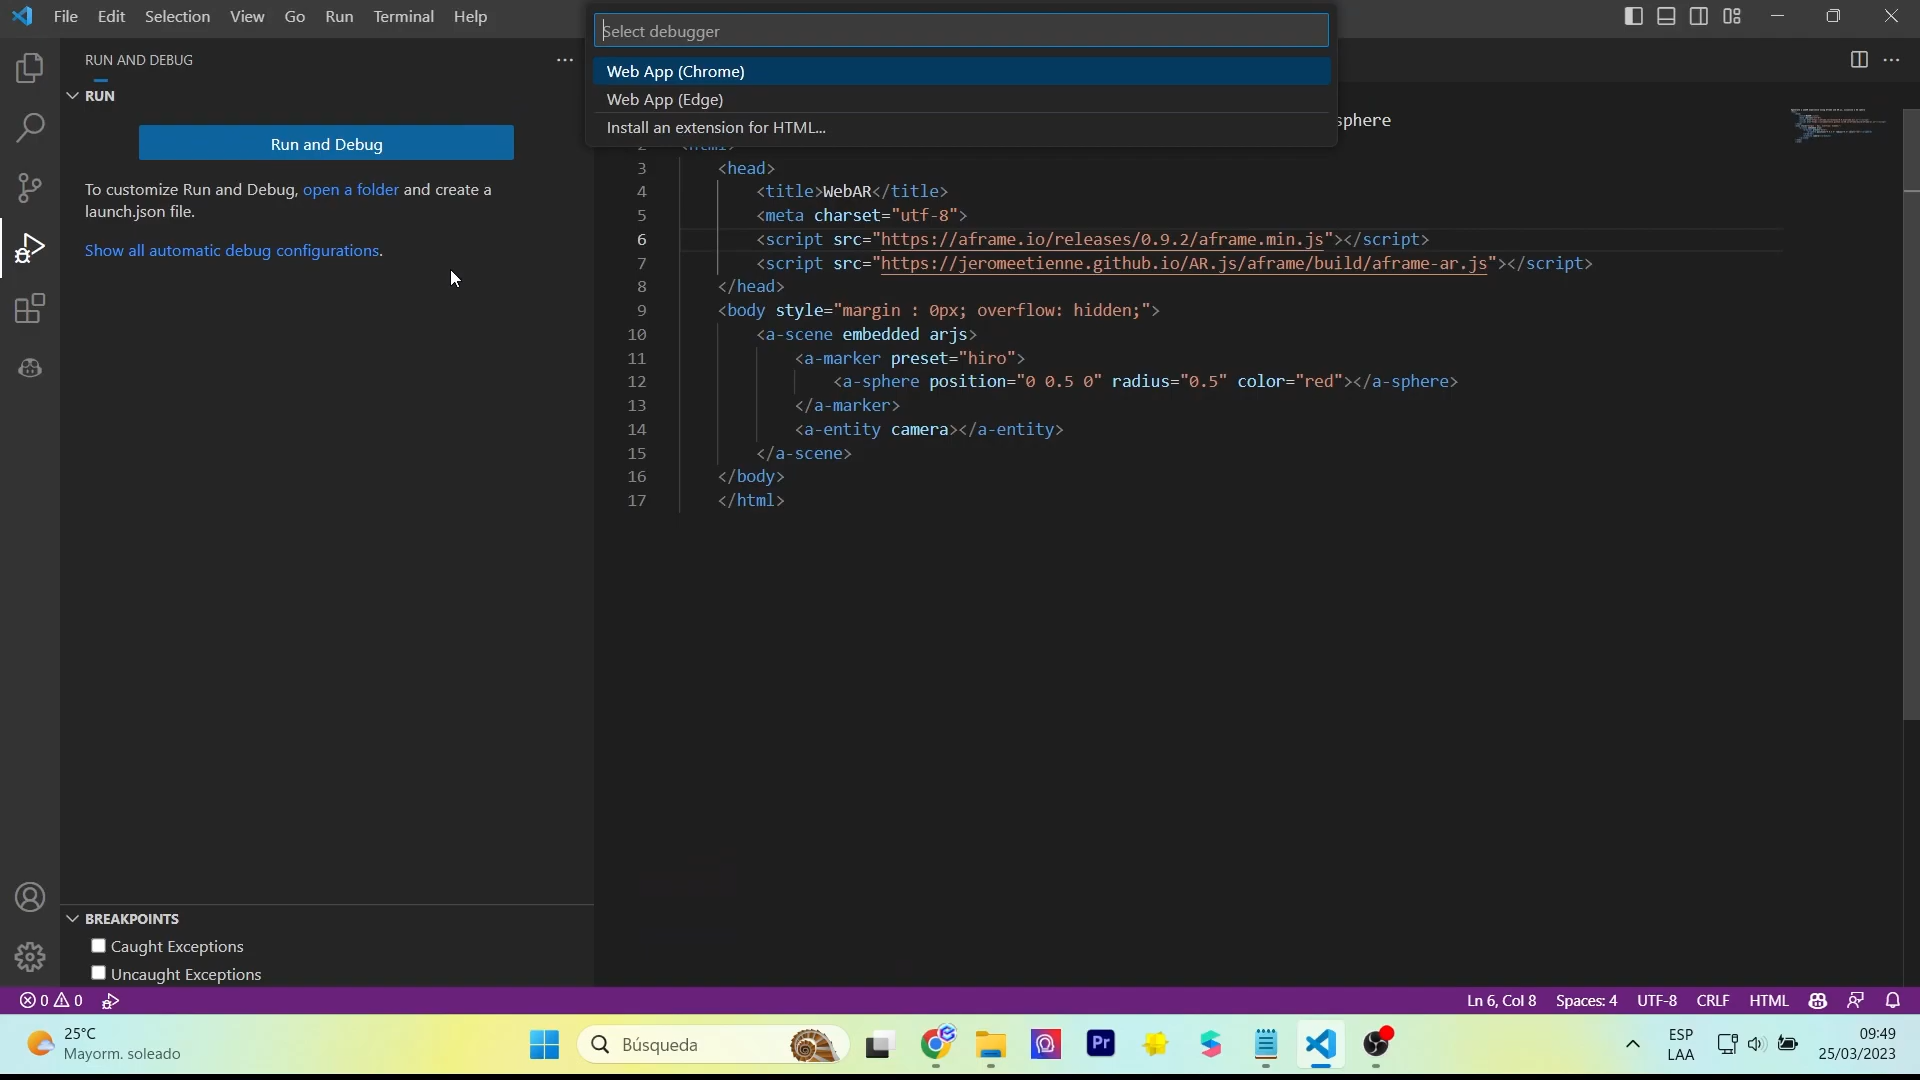 File Edit Selection View Go Run Terminal Help
Select debugger
Web App (Chrome)
Web App (Edge)
Install an extension for HTML...
RUN AND DEBUG
RUN
Run and Debug
To customize Run and Debug, open a folder and create a
launch.json file.
Show all automatic debug configurations.
sphere
2 <html>
3 <head>
4 <title>WebAR</title>
5 <meta charset="utf-8">
6 <script src="https://aframe.io/releases/0.9.2/aframe.min.js"></script>
7 <script src="https://jeromeetienne.github.io/AR.js/aframe/build/aframe-ar.js"></script>
8 </head>
9 <body style="margin : 0px; overflow: hidden;">
10 <a-scene embedded arjs>
11 <a-marker preset="hiro">
12 <a-sphere position="0 0.5 0" radius="0.5" color="red"></a-sphere>
13 </a-marker>
14 <a-entity camera></a-entity>
15 </a-scene>
16 </body>
17 </html>
BREAKPOINTS
Caught Exceptions
Uncaught Exceptions
0 0
Ln 6, Col 8 Spaces: 4 UTF-8 CRLF HTML
25°C
Mayorm. soleado
Búsqueda
Pr
ESP
LAA
09:49
25/03/2023